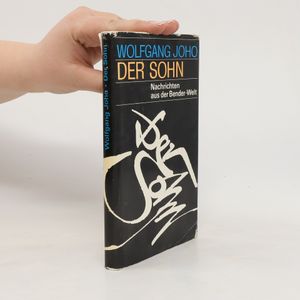 WOLFGANG JOHO
DER SOHN
Nachrichten
aus der Bender-Welt
Der
Sohn
Wolfgang Joho · Der Sohn